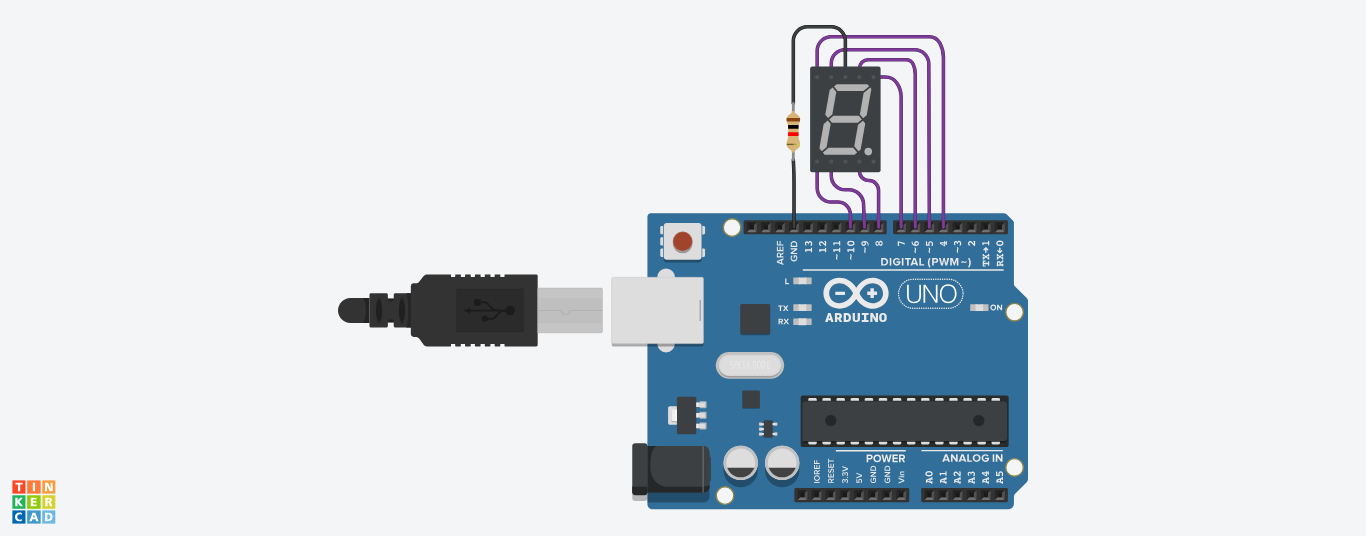 AREF
GND
13
12
~11
~10
~9
8
7
~6
~5
4
~3
2
TX→1
RX←0
DIGITAL (PWM~)
L
TX
RX
ARDUINO
UNO
ON
POWER
ANALOG IN
IOREF
RESET
3.3V
5V
GND
GND
Vin
A0
A1
A2
A3
A4
A5
TIN
KER
CAD